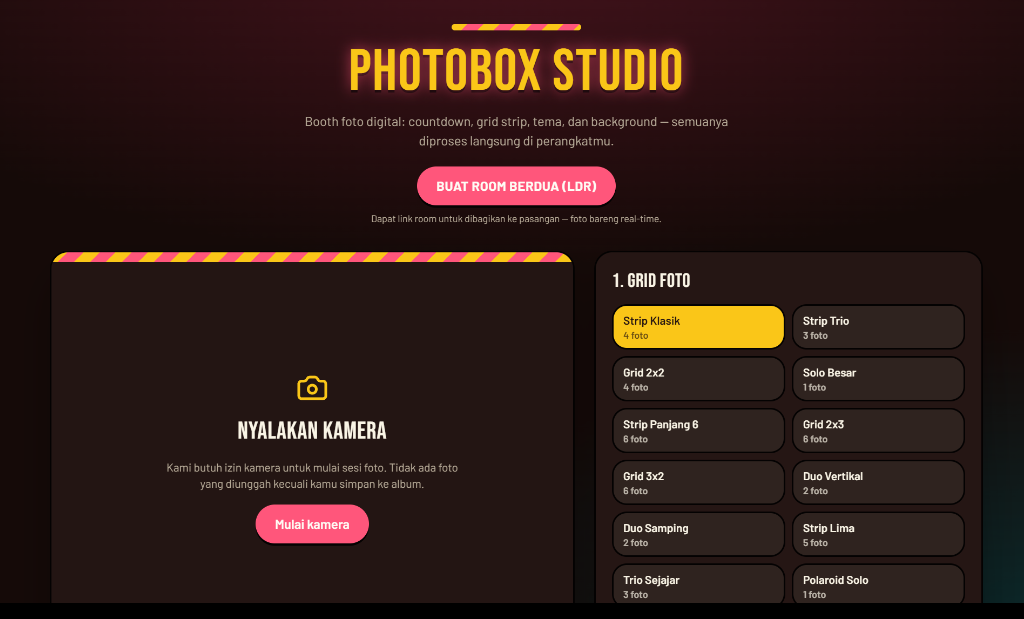 PHOTOBOX STUDIO
Booth foto digital: countdown, grid strip, tema, dan background — semuanya
diproses langsung di perangkatmu.
BUAT ROOM BERDUA (LDR)
Dapat link room untuk dibagikan ke pasangan — foto bareng real-time.
NYALAKAN KAMERA
Kami butuh izin kamera untuk mulai sesi foto. Tidak ada foto
yang diunggah kecuali kamu simpan ke album.
Mulai kamera
1. GRID FOTO
Strip Klasik
4 foto
Strip Trio
3 foto
Grid 2x2
4 foto
Solo Besar
1 foto
Strip Panjang 6
6 foto
Grid 2x3
6 foto
Grid 3x2
6 foto
Duo Vertikal
2 foto
Duo Samping
2 foto
Strip Lima
5 foto
Trio Sejajar
3 foto
Polaroid Solo
1 foto